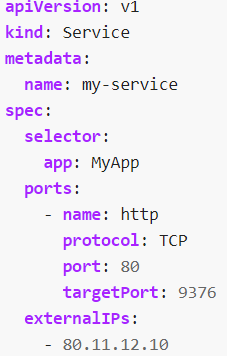 apiVersion: v1
kind: Service
metadata:
  name: my-service
spec:
  selector:
    app: MyApp
  ports:
    - name: http
      protocol: TCP
      port: 80
      targetPort: 9376
  externalIPs:
    - 80.11.12.10